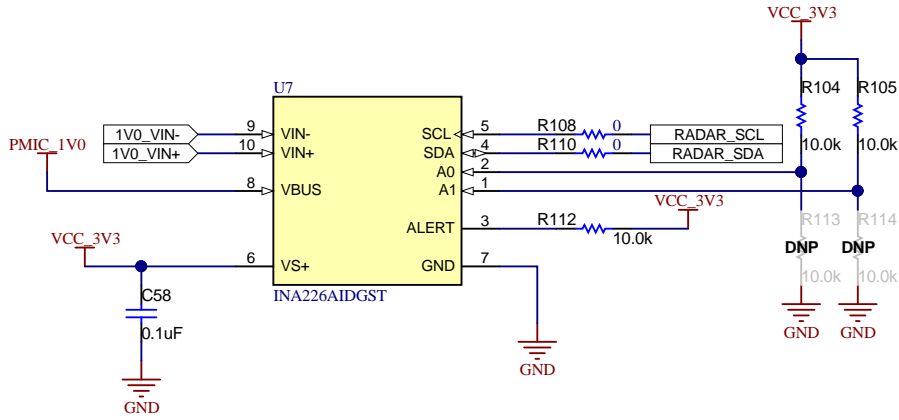 VCC_3V3
U7
R104
R105
9
VIN-
SCL
5
R108
0
RADAR_SCL
1V0_VIN-
10
VIN+
SDA
4
R110
0
RADAR_SDA
1V0_VIN+
PMIC_1V0
10.0k
10.0k
A0
2
8
VBUS
A1
1
VCC_3V3
ALERT
3
R112
10.0k
R113
R114
VCC_3V3
DNP
DNP
6
VS+
GND
7
10.0k
10.0k
INA226AIDGST
C58
0.1uF
GND
GND
GND
GND